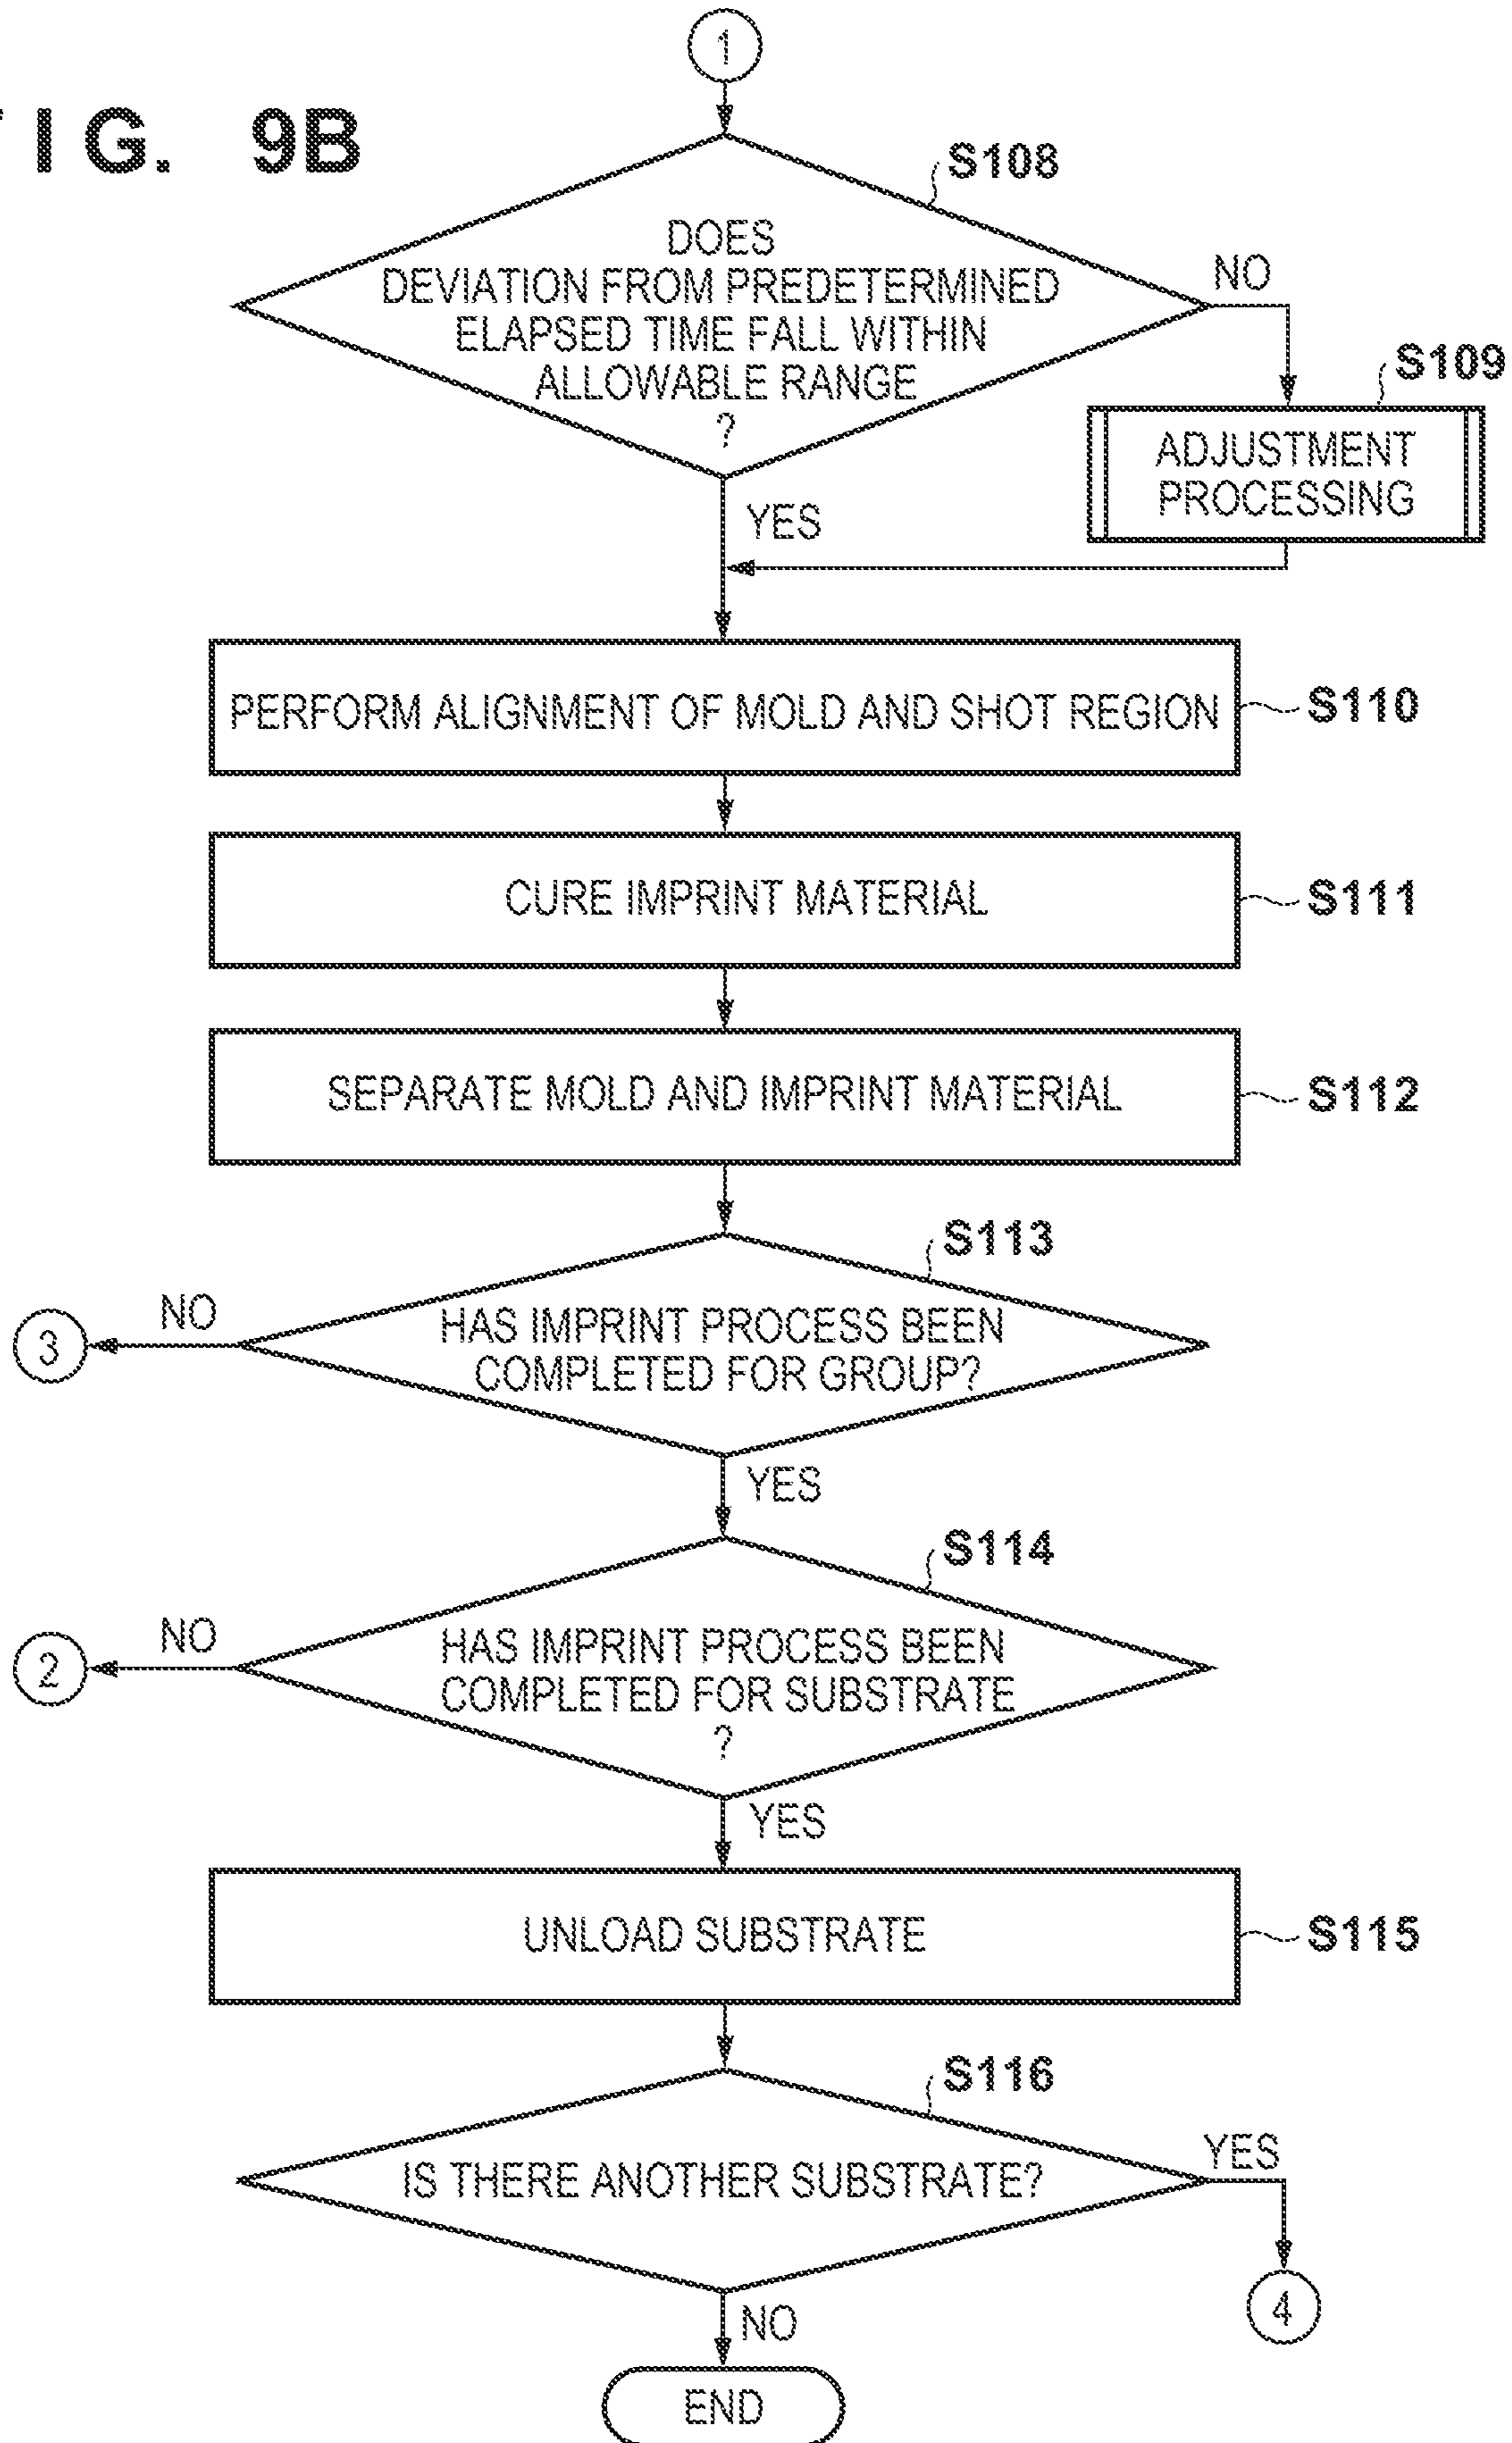 1
FIG. 9B
S108
DOES
DEVIATION FROM PREDETERMINED
ELAPSED TIME FALL WITHIN
ALLOWABLE RANGE
?
NO
S109
ADJUSTMENT
PROCESSING
YES
PERFORM ALIGNMENT OF MOLD AND SHOT REGION
S110
CURE IMPRINT MATERIAL
S111
SEPARATE MOLD AND IMPRINT MATERIAL
S112
S113
HAS IMPRINT PROCESS BEEN
COMPLETED FOR GROUP?
NO
3
YES
S114
HAS IMPRINT PROCESS BEEN
COMPLETED FOR SUBSTRATE
?
NO
2
YES
UNLOAD SUBSTRATE
S115
S116
IS THERE ANOTHER SUBSTRATE?
YES
4
NO
END